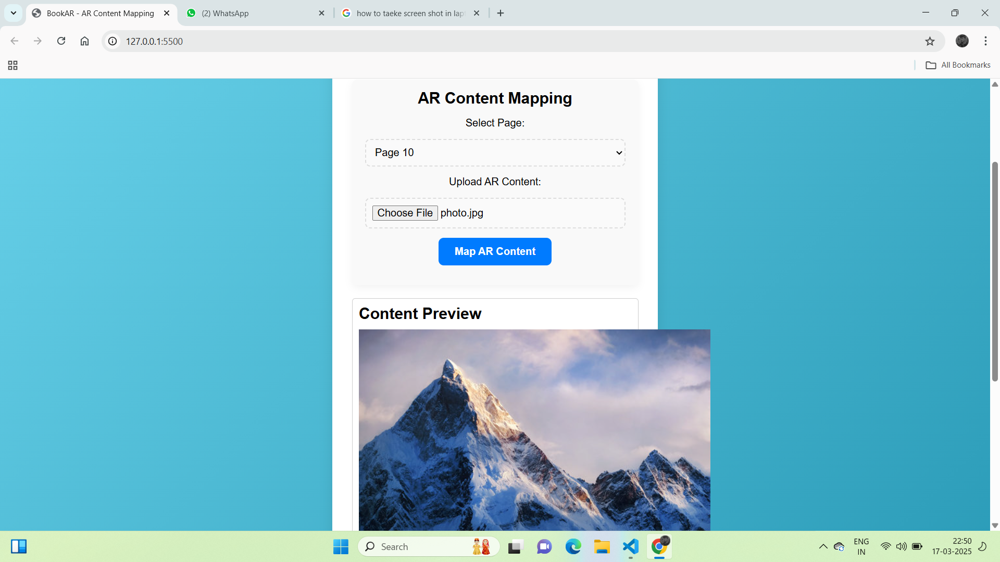 BookAR - AR Content Mapping
(2) WhatsApp
how to taeke screen shot in lap
127.0.0.1:5500
All Bookmarks
AR Content Mapping
Select Page:
Page 10
Upload AR Content:
Choose File photo.jpg
Map AR Content
Content Preview
Search
ENG
IN
22:50
17-03-2025